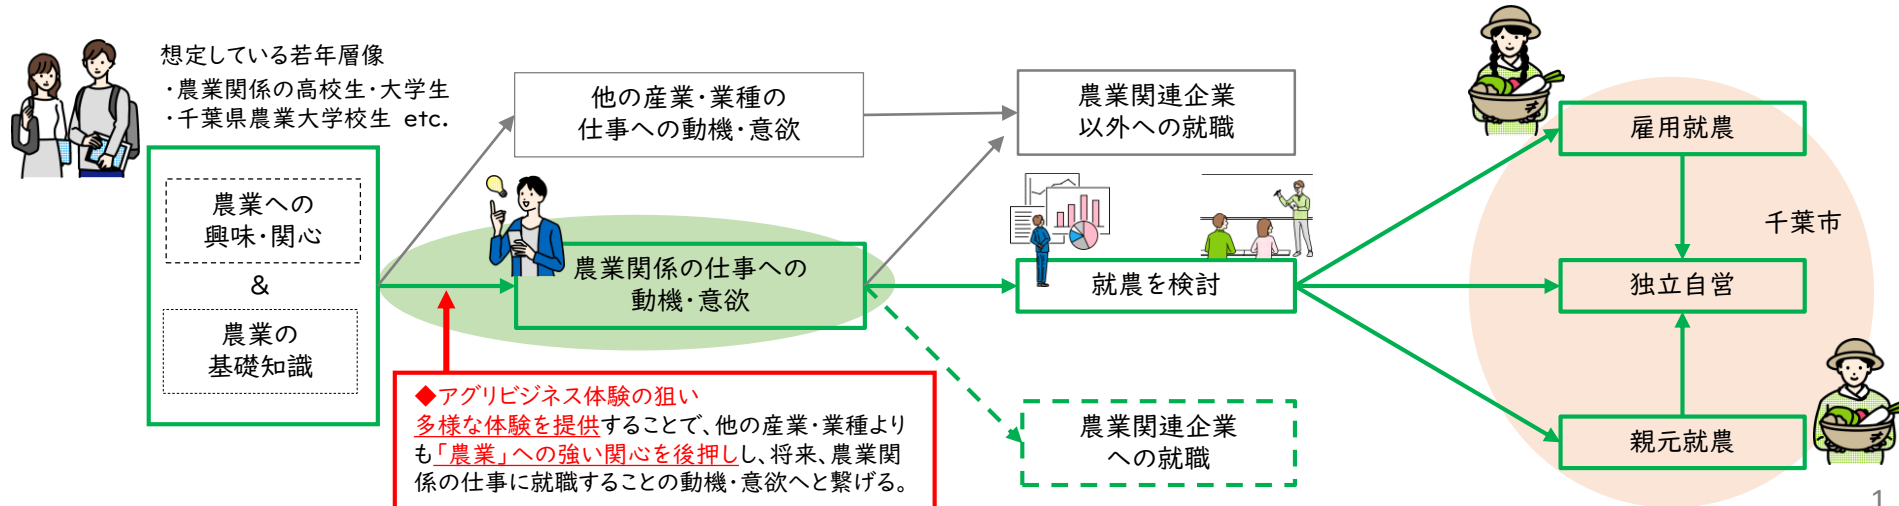 想定している若年層像
・農業関係の高校生・大学生
・千葉県農業大学校生 etc.
農業への
興味・関心
&
農業の
基礎知識
他の産業・業種の
仕事への動機・意欲
農業関係の仕事への
動機・意欲
◆アグリビジネス体験の狙い
多様な体験を提供することで、他の産業・業種より
も「農業」への強い関心を後押しし、将来、農業関
係の仕事に就職することの動機・意欲へと繋げる。
農業関連企業
以外への就職
就農を検討
農業関連企業
への就職
雇用就農
千葉市
独立自営
親元就農
1